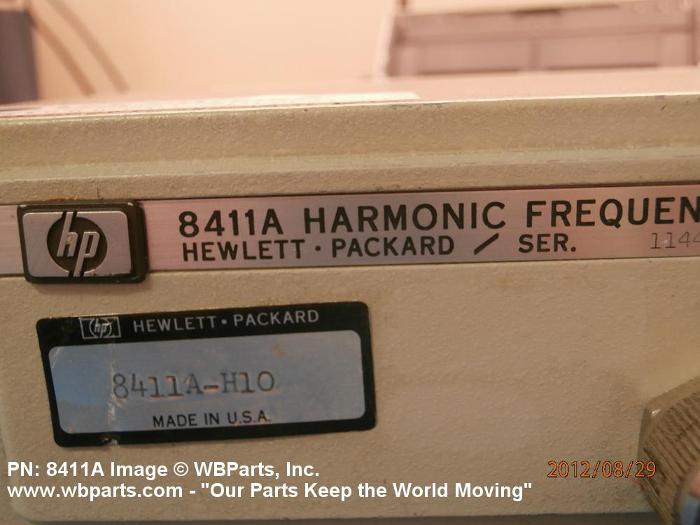 hp
8411A HARMONIC FREQUEN
HEWLETT · PACKARD / SER. 1144
hp HEWLETT · PACKARD
8411A-H10
MADE IN U.S.A.
PN: 8411A Image © WBParts, Inc.
2012/08/29
www.wbparts.com - "Our Parts Keep the World Moving"